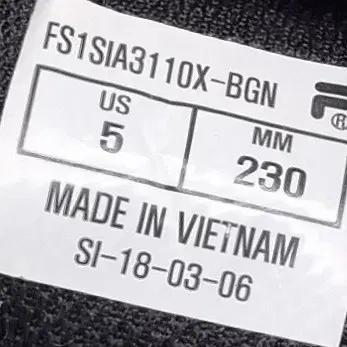 FS1SIA3110X-BGN
US MM
5 230
MADE IN VIETNAM
SI-18-03-06